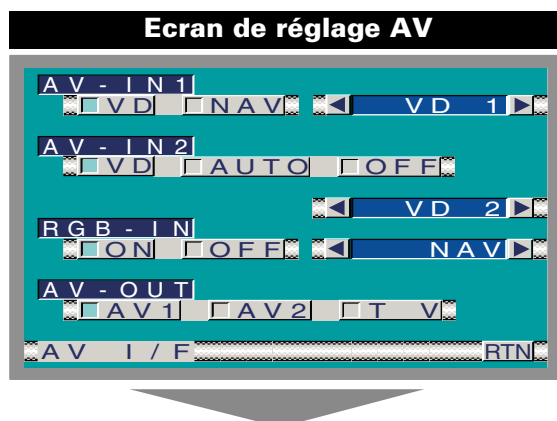 Ecran de réglage AV
AV-IN1
VD NAV VD 1
AV-IN2
VD AUTO OFF
VD 2
RGB-IN
ON OFF NAV
AV-OUT
AV1 AV2 TV
AV I/F RTN